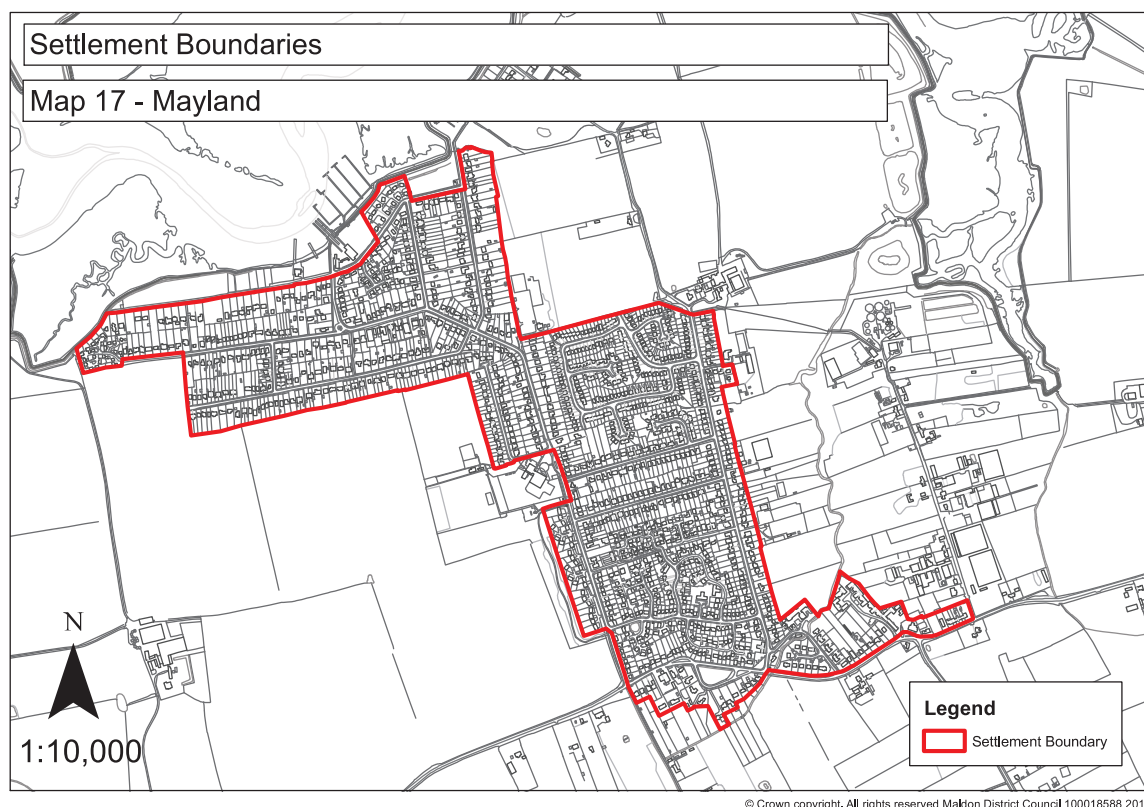 Settlement Boundaries
Map 17 - Mayland
N
1:10,000
Legend
Settlement Boundary
© Crown copyright. All rights reserved Maldon District Council 100018588